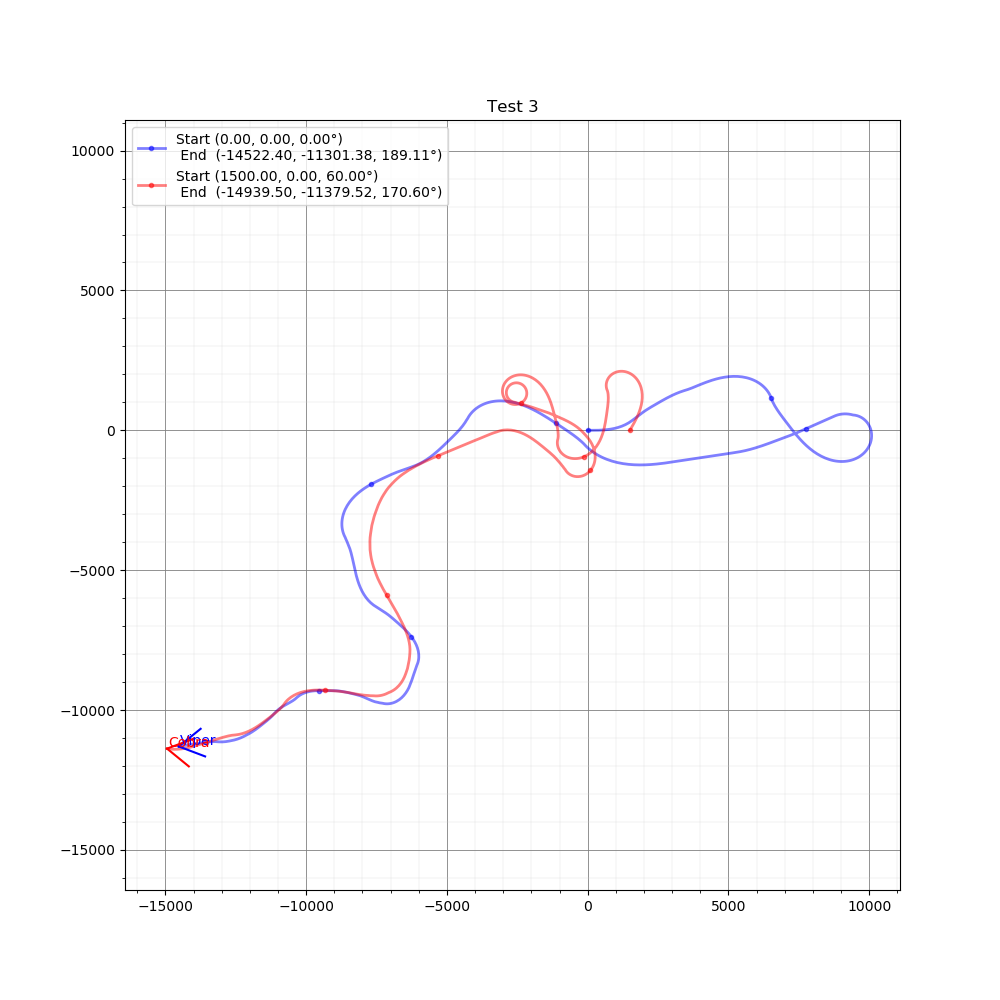 Test 3
Start (0.00, 0.00, 0.00°)
End (-14522.40, -11301.38, 189.11°)
Start (1500.00, 0.00, 60.00°)
End (-14939.50, -11379.52, 170.60°)
10000
5000
0
−5000
−10000
−15000
Viper
−15000 −10000 −5000 0 5000 10000